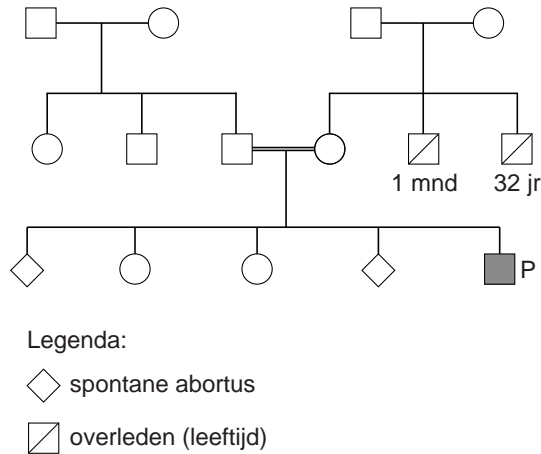 1 mnd 32 jr
P
Legenda:
spontane abortus
overleden (leeftijd)